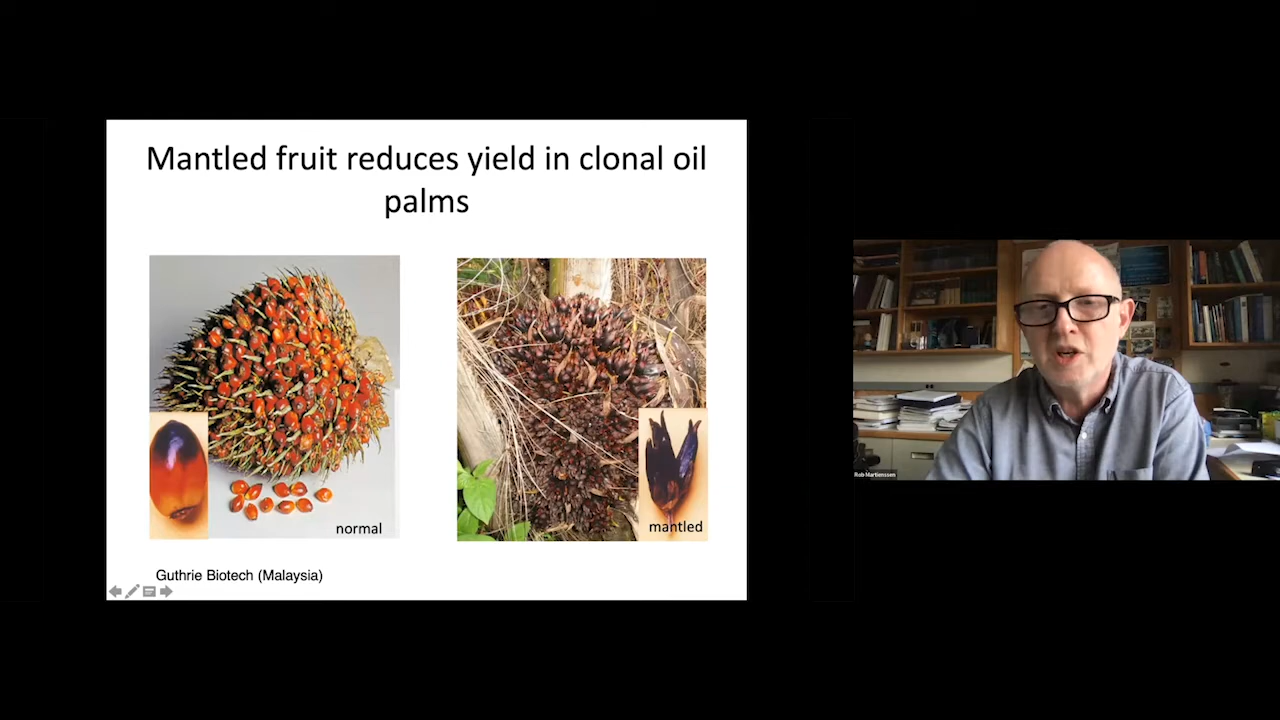 Mantled fruit reduces yield in clonal oil
palms
normal
mantled
Guthrie Biotech (Malaysia)
Rob Martienssen